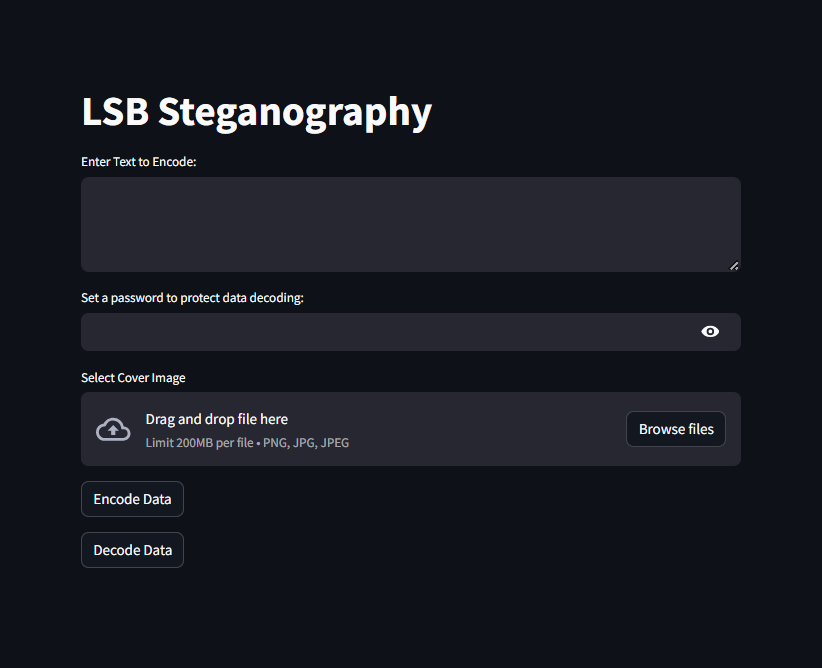 LSB Steganography
Enter Text to Encode:
Set a password to protect data decoding:
Select Cover Image
Drag and drop file here
Limit 200MB per file • PNG, JPG, JPEG
Browse files
Encode Data
Decode Data